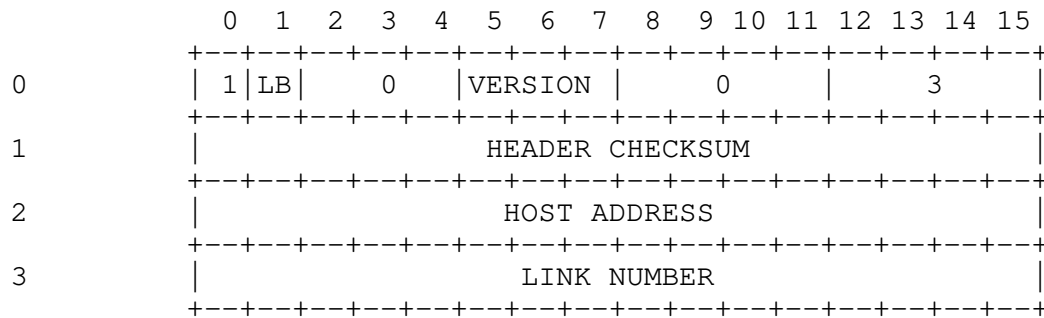 0 1 2 3 4 5 6 7 8 9 10 11 12 13 14 15
+--+--+--+--+--+--+--+--+--+--+--+--+--+--+--+--+
0 | 1|LB| 0 |VERSION | 0 | 3 |
+--+--+--+--+--+--+--+--+--+--+--+--+--+--+--+--+
1 | HEADER CHECKSUM |
+--+--+--+--+--+--+--+--+--+--+--+--+--+--+--+--+
2 | HOST ADDRESS |
+--+--+--+--+--+--+--+--+--+--+--+--+--+--+--+--+
3 | LINK NUMBER |
+--+--+--+--+--+--+--+--+--+--+--+--+--+--+--+--+